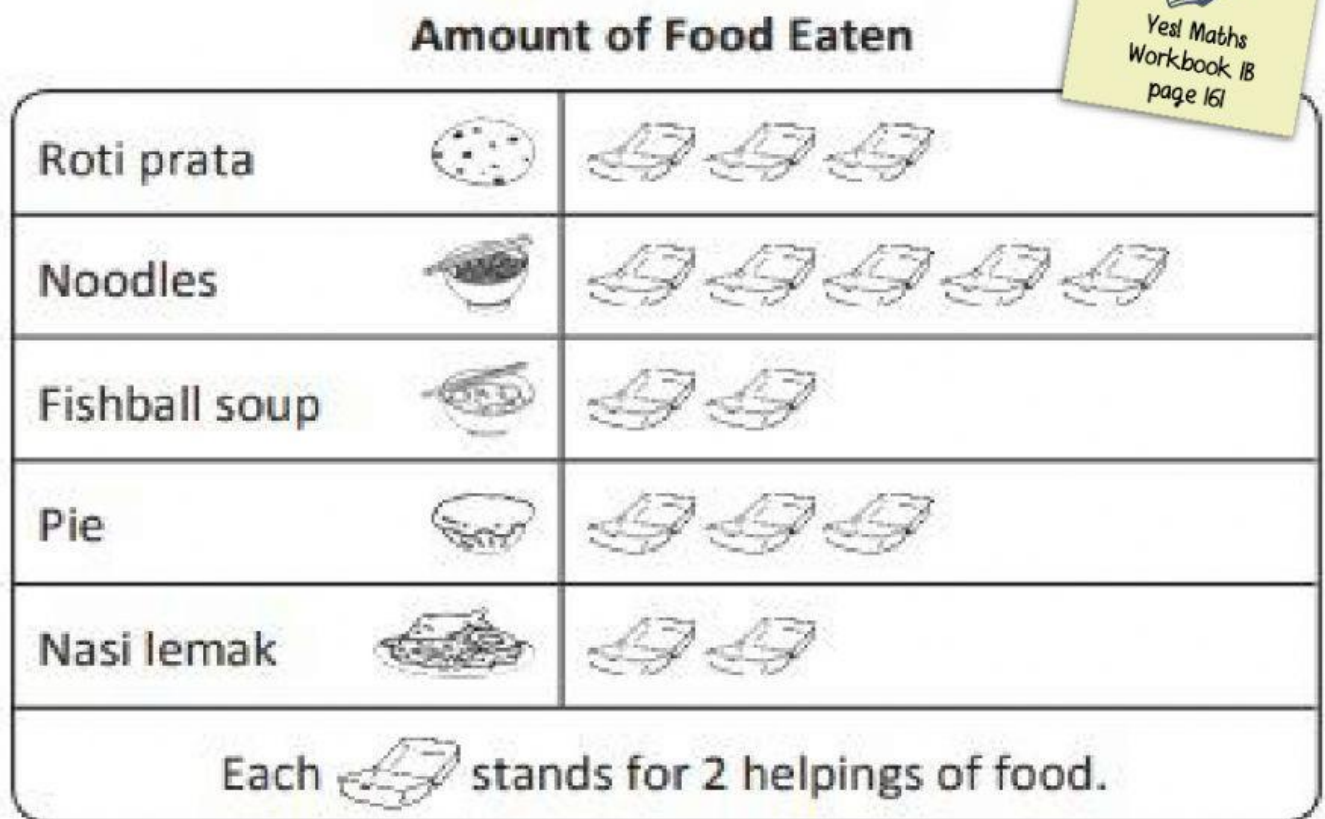 Amount of Food Eaten
Yes! Maths
Workbook 1B
page 161
Roti prata
Noodles
Fishball soup
Pie
Nasi lemak
Each stands for 2 helpings of food.